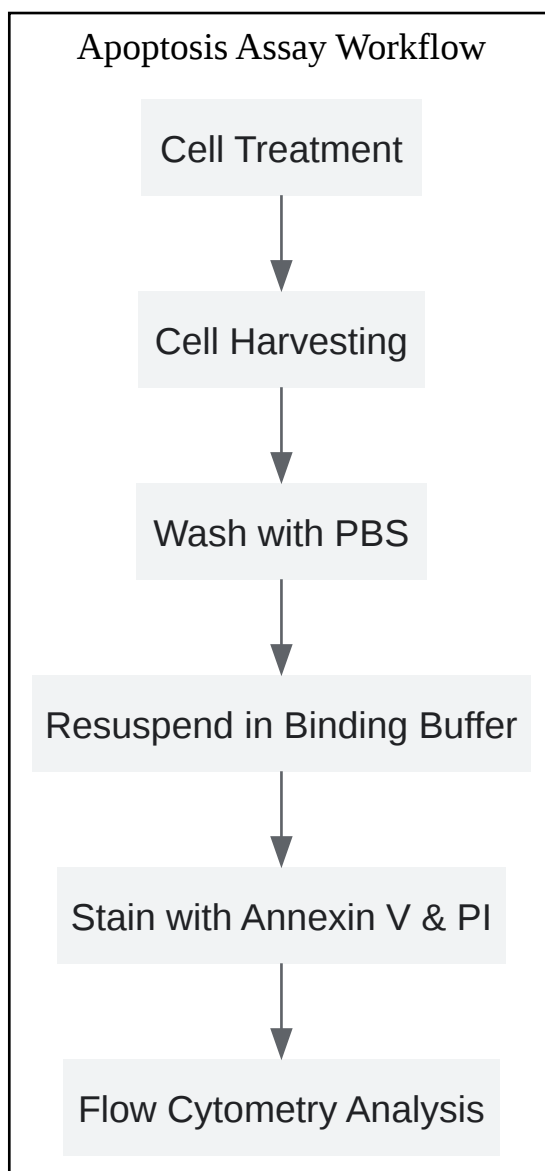 Apoptosis Assay Workflow
Cell Treatment
Cell Harvesting
Wash with PBS
Resuspend in Binding Buffer
Stain with Annexin V & PI
Flow Cytometry Analysis